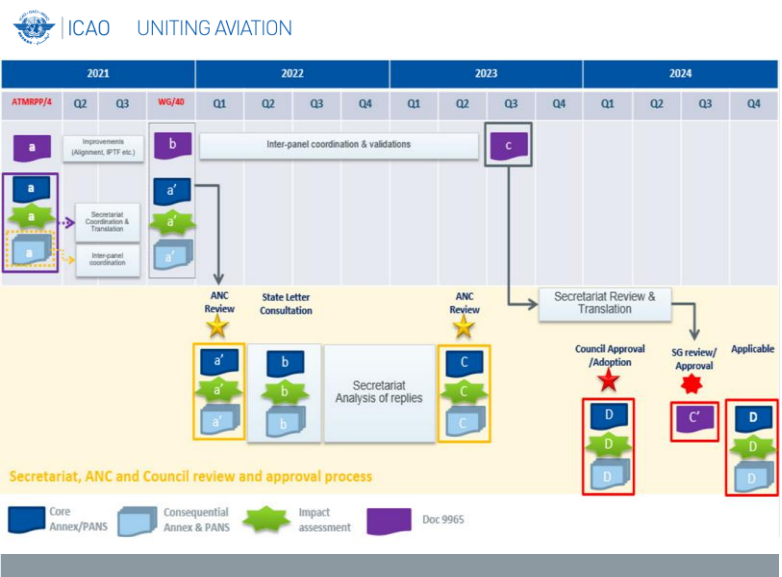 ICAO UNITING AVIATION
2021 2022 2023 2024
ATMRPP/4 Q2 Q3 WG/40 Q1 Q2 Q3 Q4 Q1 Q2 Q3 Q4 Q1 Q2 Q3 Q4
a
Improvements
(Alignment, IPTF etc.)
b
Inter-panel coordination & validations
c
a
a
a
Secretariat
Coordination &
Translation
Inter-panel
coordination
a'
a'
a'
ANC
Review
State Letter
Consultation
ANC
Review
Secretariat Review &
Translation
Council Approval
/Adoption
SG review/
Approval
Applicable
a'
a'
a'
b
b
b
Secretariat
Analysis of replies
C
C
C
D
D
D
C'
D
D
D
Secretariat, ANC and Council review and approval process
Core
Annex/PANS
Consequential
Annex & PANS
Impact
assessment
Doc 9965